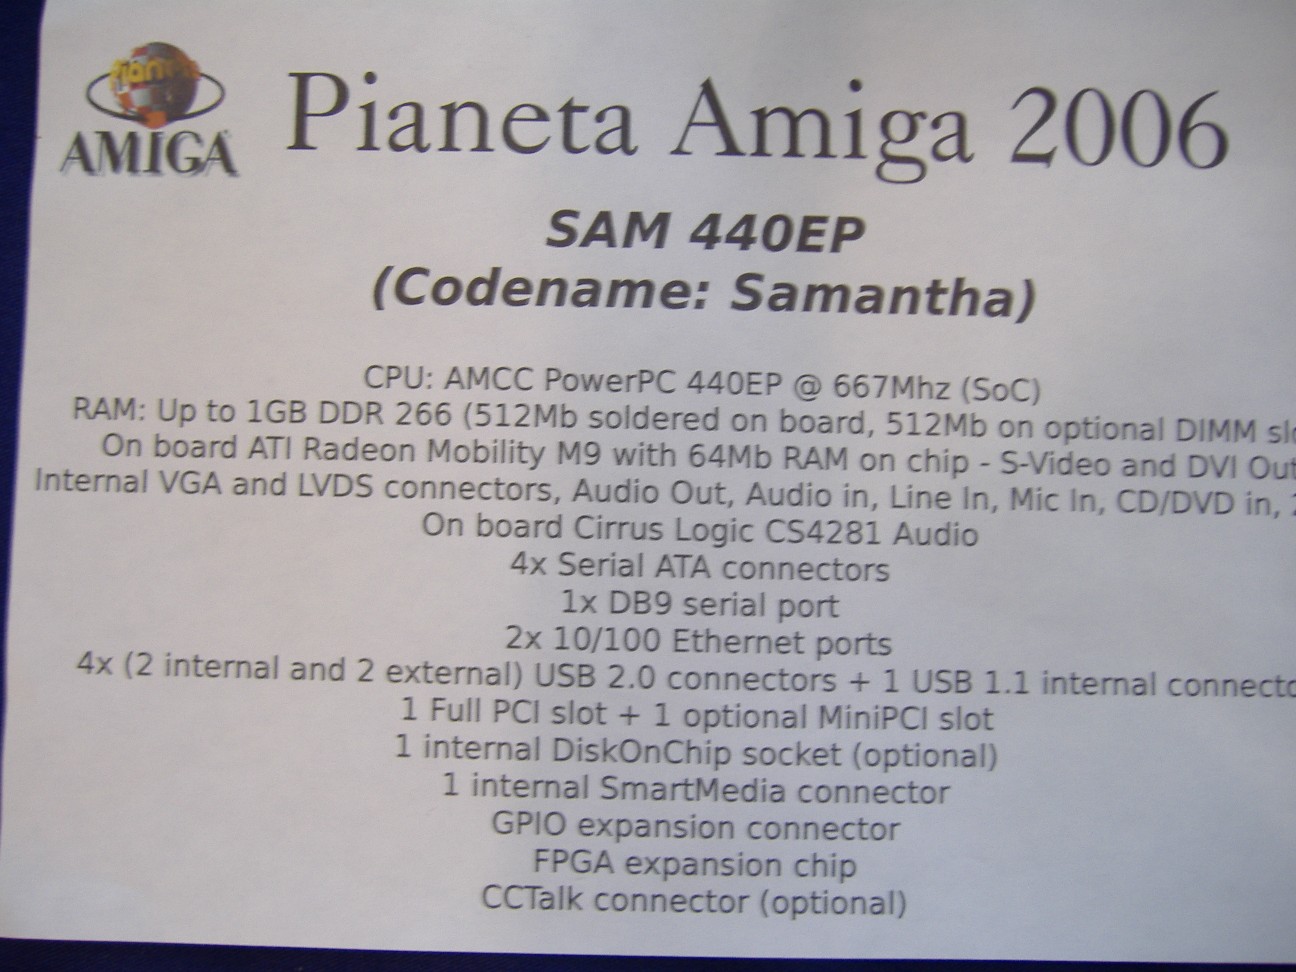 AMIGA
Pianeta Amiga 2006
SAM 440EP
(Codename: Samantha)
CPU: AMCC PowerPC 440EP @ 667Mhz (SoC)
RAM: Up to 1GB DDR 266 (512Mb soldered on board, 512Mb on optional DIMM
On board ATI Radeon Mobility M9 with 64Mb RAM on chip - S-Video and DVI Out
Internal VGA and LVDS connectors, Audio Out, Audio in, Line In, Mic In, CD/DVD in,
On board Cirrus Logic CS4281 Audio
4x Serial ATA connectors
1x DB9 serial port
2x 10/100 Ethernet ports
4x (2 internal and 2 external) USB 2.0 connectors + 1 USB 1.1 internal
1 Full PCI slot + 1 optional MiniPCI slot
1 internal DiskOnChip socket (optional)
1 internal SmartMedia connector
GPIO expansion connector
FPGA expansion chip
CCTalk connector (optional)